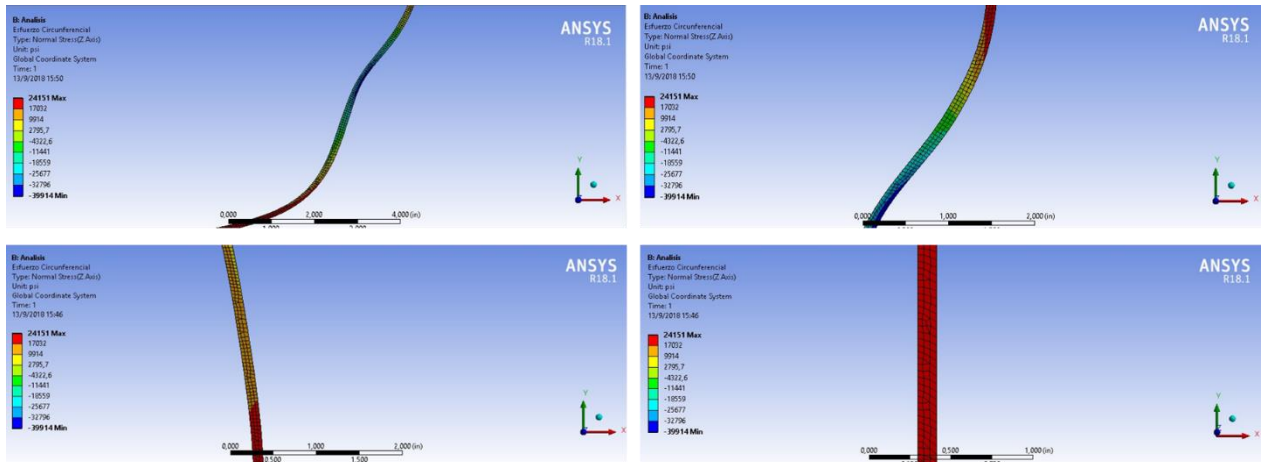 B: Analisis
Esfuerzo Circunferencial
Type: Normal Stress(Z Axis)
Unit: psi
Global Coordinate System
Time: 1
13/9/2018 15:50
24151 Max
17032
9914
2795,7
-4322,6
-11441
-18559
-25677
-32796
-39914 Min
ANSYS
R18.1
Y
X
0,000
2,000
4,000 (in)
1,000
3,000
B: Analisis
Esfuerzo Circunferencial
Type: Normal Stress(Z Axis)
Unit: psi
Global Coordinate System
Time: 1
13/9/2018 15:50
24151 Max
17032
9914
2795,7
-4322,6
-11441
-18559
-25677
-32796
-39914 Min
ANSYS
R18.1
Y
X
0,000
1,000
2,000 (in)
B: Analisis
Esfuerzo Circunferencial
Type: Normal Stress(Z Axis)
Unit: psi
Global Coordinate System
Time: 1
13/9/2018 15:46
24151 Max
17032
9914
2795,7
-4322,6
-11441
-18559
-25677
-32796
-39914 Min
ANSYS
R18.1
Y
X
0,000
1,000
2,000 (in)
0,500
1,500
B: Analisis
Esfuerzo Circunferencial
Type: Normal Stress(Z Axis)
Unit: psi
Global Coordinate System
Time: 1
13/9/2018 15:46
24151 Max
17032
9914
2795,7
-4322,6
-11441
-18559
-25677
-32796
-39914 Min
ANSYS
R18.1
Y
Z
X
0,000
0,500
1,000 (in)